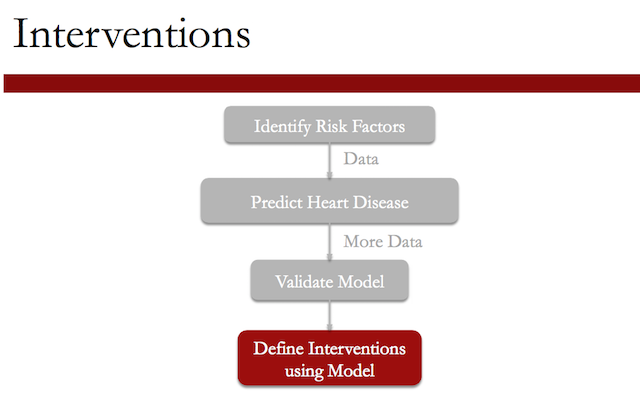 Interventions
Identify Risk Factors
Data
Predict Heart Disease
More Data
Validate Model
Define Interventions
using Model